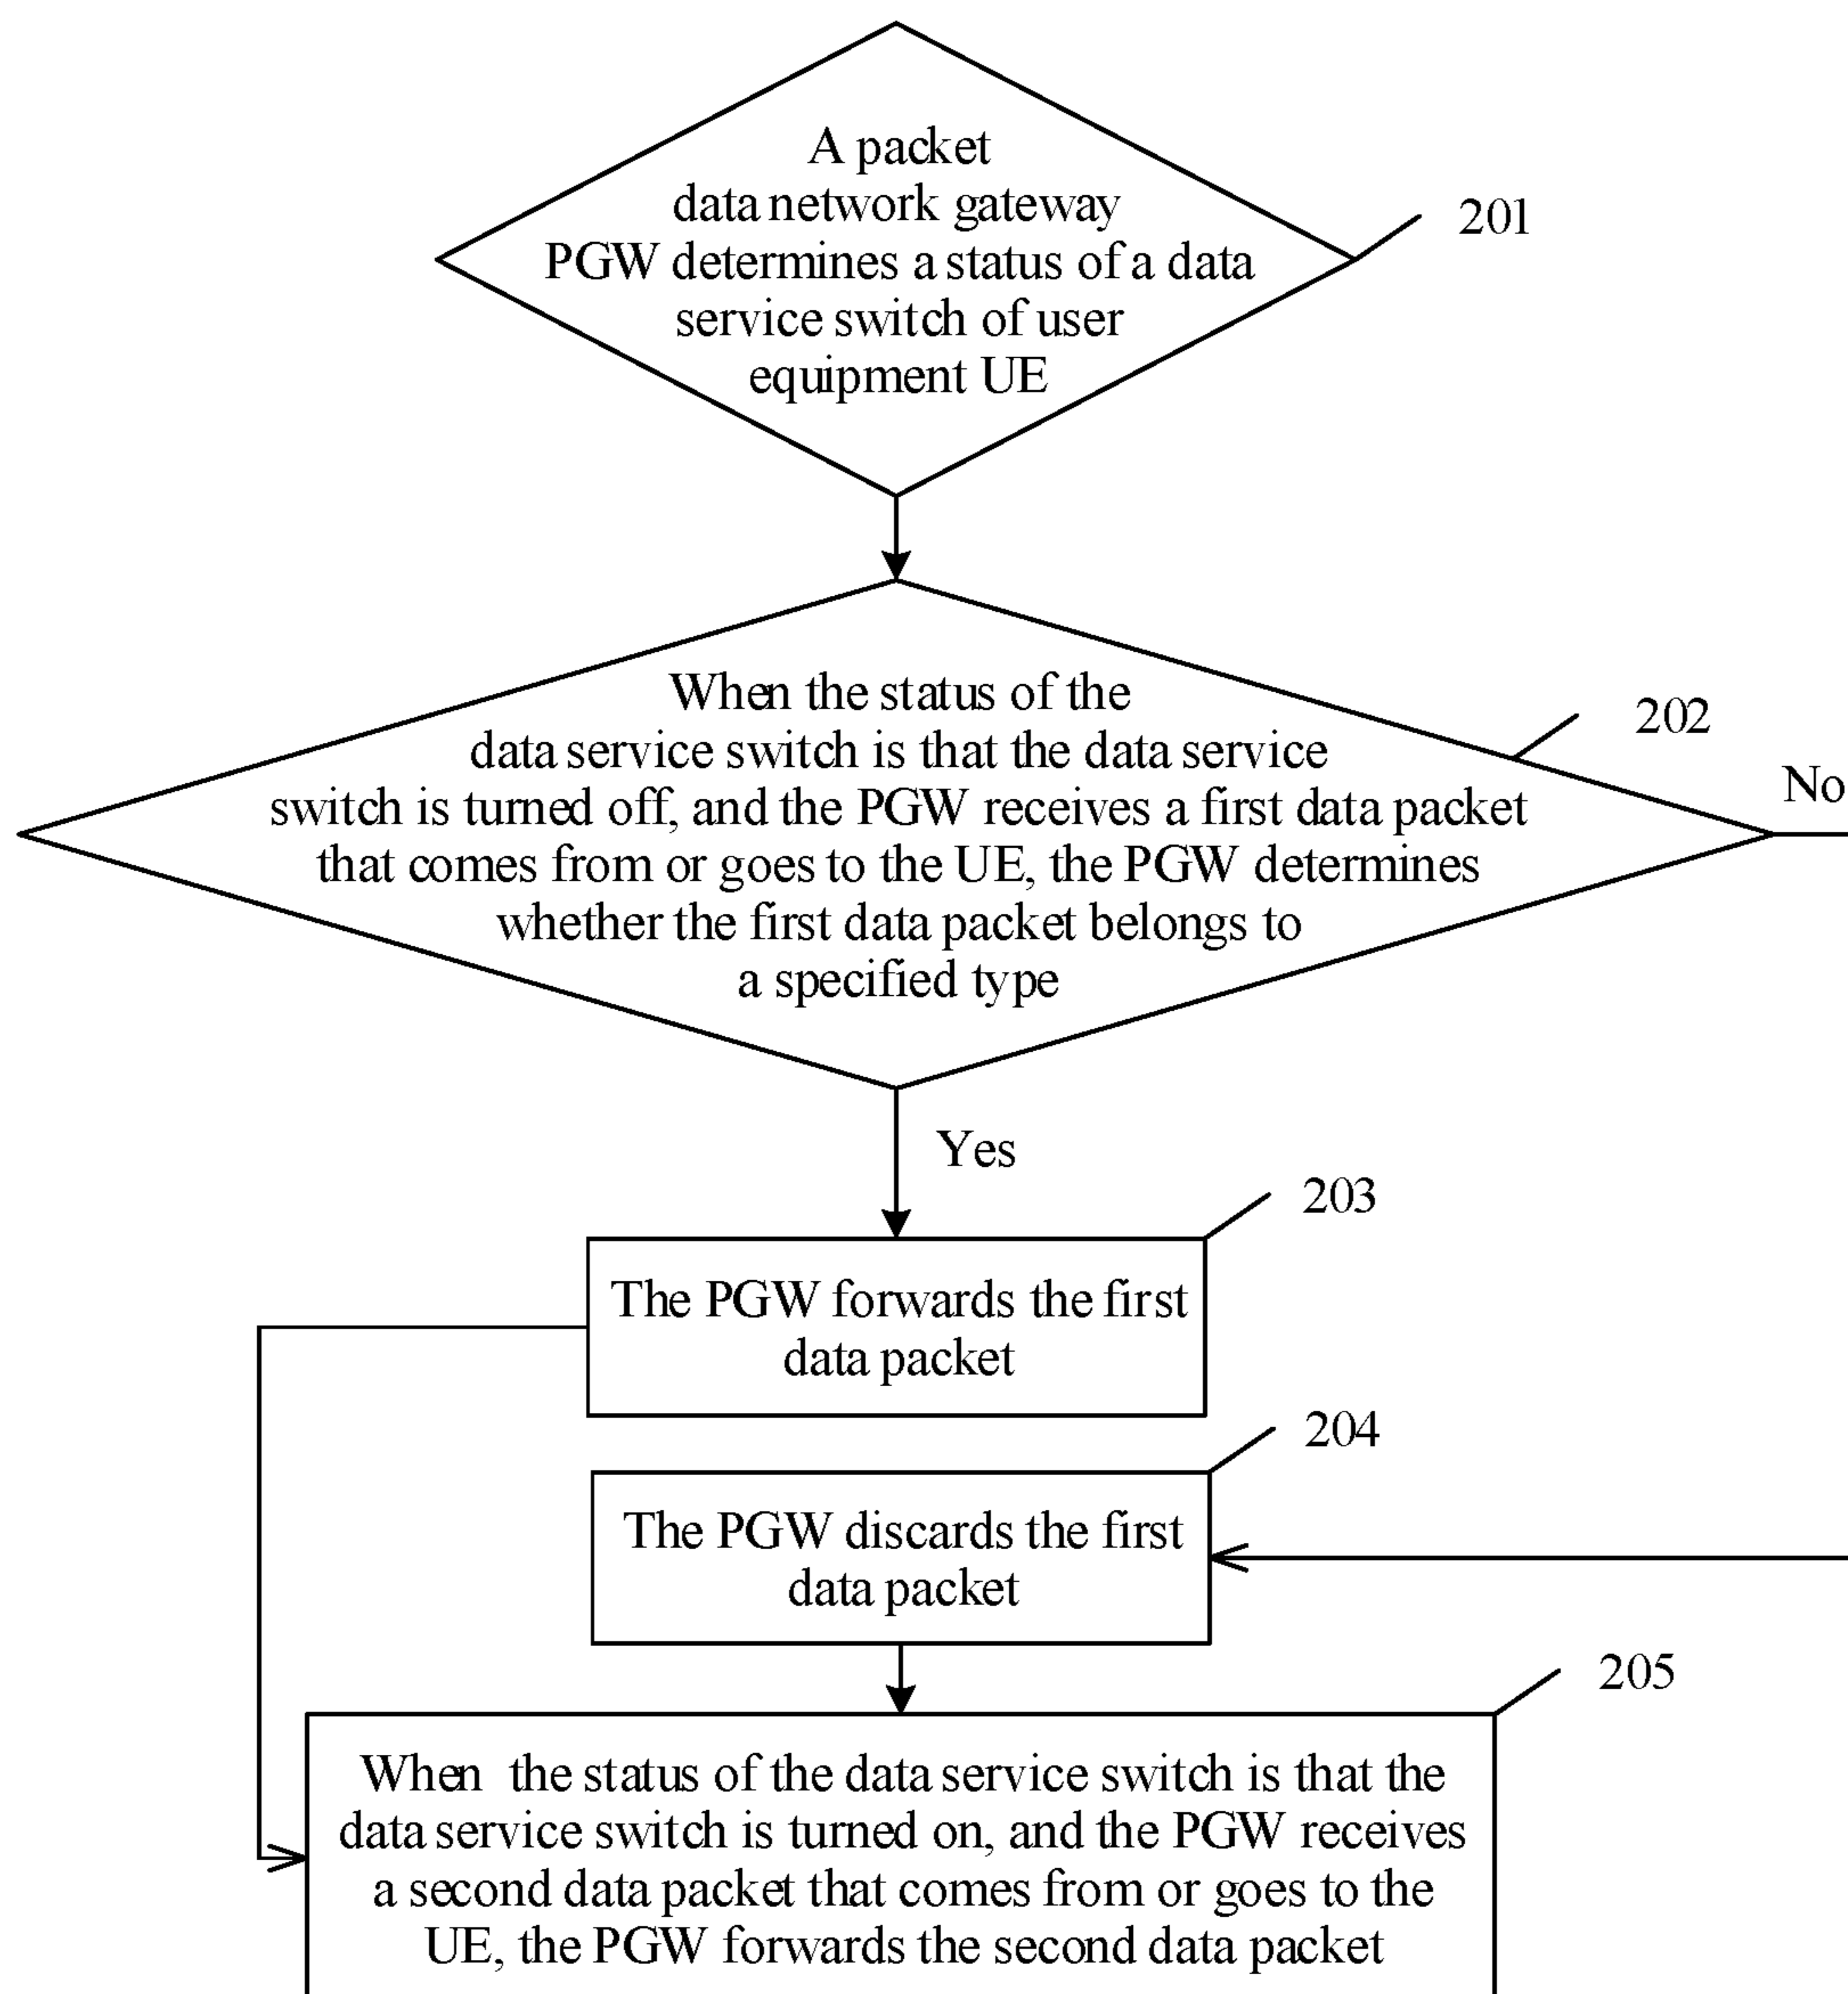 A packet
data network gateway
PGW determines a status of a data
service switch of user
equipment UE
201
When the status of the
data service switch is that the data service
switch is turned off, and the PGW receives a first data packet
that comes from or goes to the UE, the PGW determines
whether the first data packet belongs to
a specified type
202
No
Yes
203
The PGW forwards the first
data packet
204
The PGW discards the first
data packet
205
When the status of the data service switch is that the
data service switch is turned on, and the PGW receives
a second data packet that comes from or goes to the
UE, the PGW forwards the second data packet